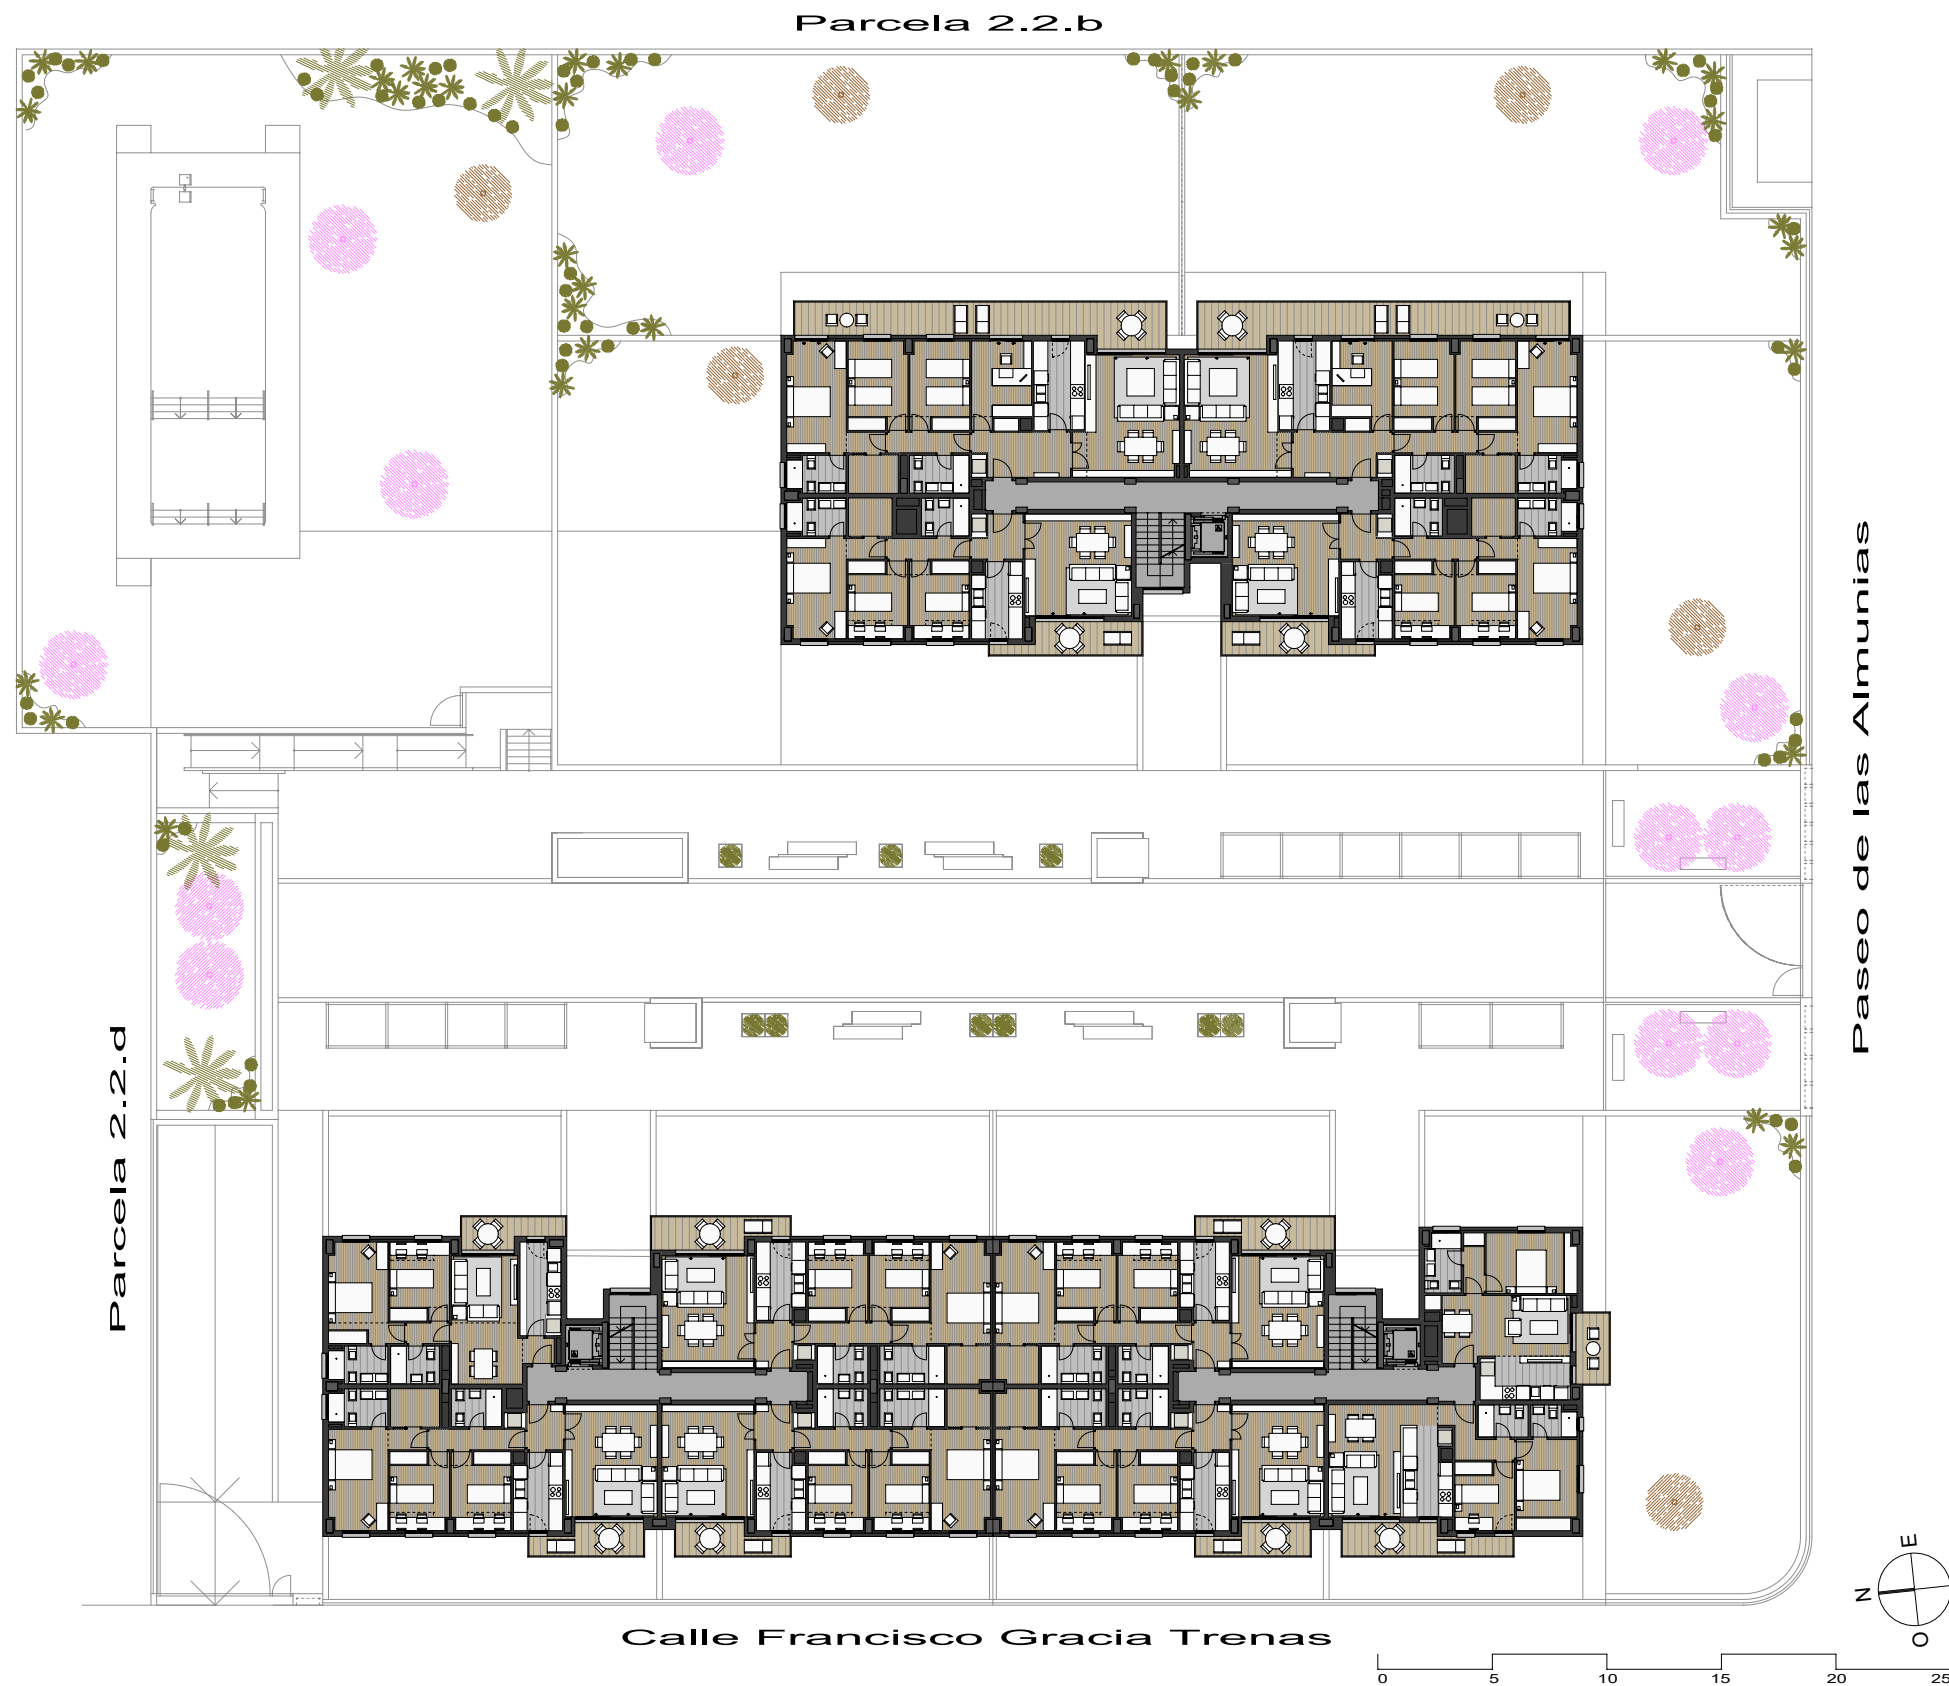 Parcela 2.2.b
Paseo de las Almunias
Parcela 2.2.d
Calle Francisco Gracia Trenas
N
E
O
0 5 10 15 20 25